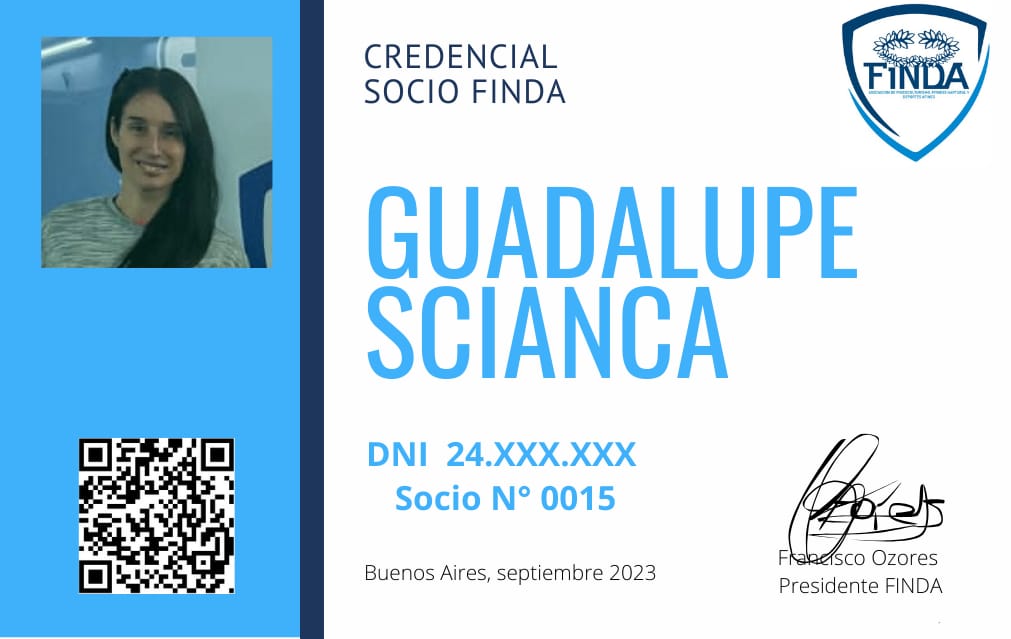 CREDENCIAL
SOCIO FINDA
FINDA
GUADALUPE
SCIANCA
DNI 24.XXX.XXX
Socio N° 0015
Buenos Aires, septiembre 2023
Francisco Ozores
Presidente FINDA